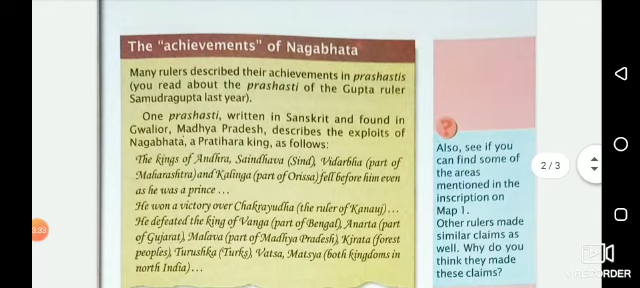 The "achievements" of Nagabhata
Many rulers described their achievements in prashastis
(you read about the prashasti of the Gupta ruler
Samudragupta last year).
One prashasti, written in Sanskrit and found in
Gwalior, Madhya Pradesh, describes the exploits of
Nagabhata, a Pratihara king, as follows:
The kings of Andhra, Saindhava (Sind), Vidarbha (part of
Maharashtra) and Kalinga (part of Orissa) fell before him even
as he was a prince ...
He won a victory over Chakrayudha (the ruler of Kanauj) ...
He defeated the king of Vanga (part of Bengal), Anarta (part
of Gujarat), Malava (part of Madhya Pradesh), Kirata (forest
peoples), Turushka (Turks), Vatsa, Matsya (both kingdoms in
north India) ...
?
Also, see if you
can find some of
the areas
mentioned in the
inscription on
Map 1.
Other rulers made
similar claims as
well. Why do you
think they made
these claims?
2/3
3:33
V RECORDER